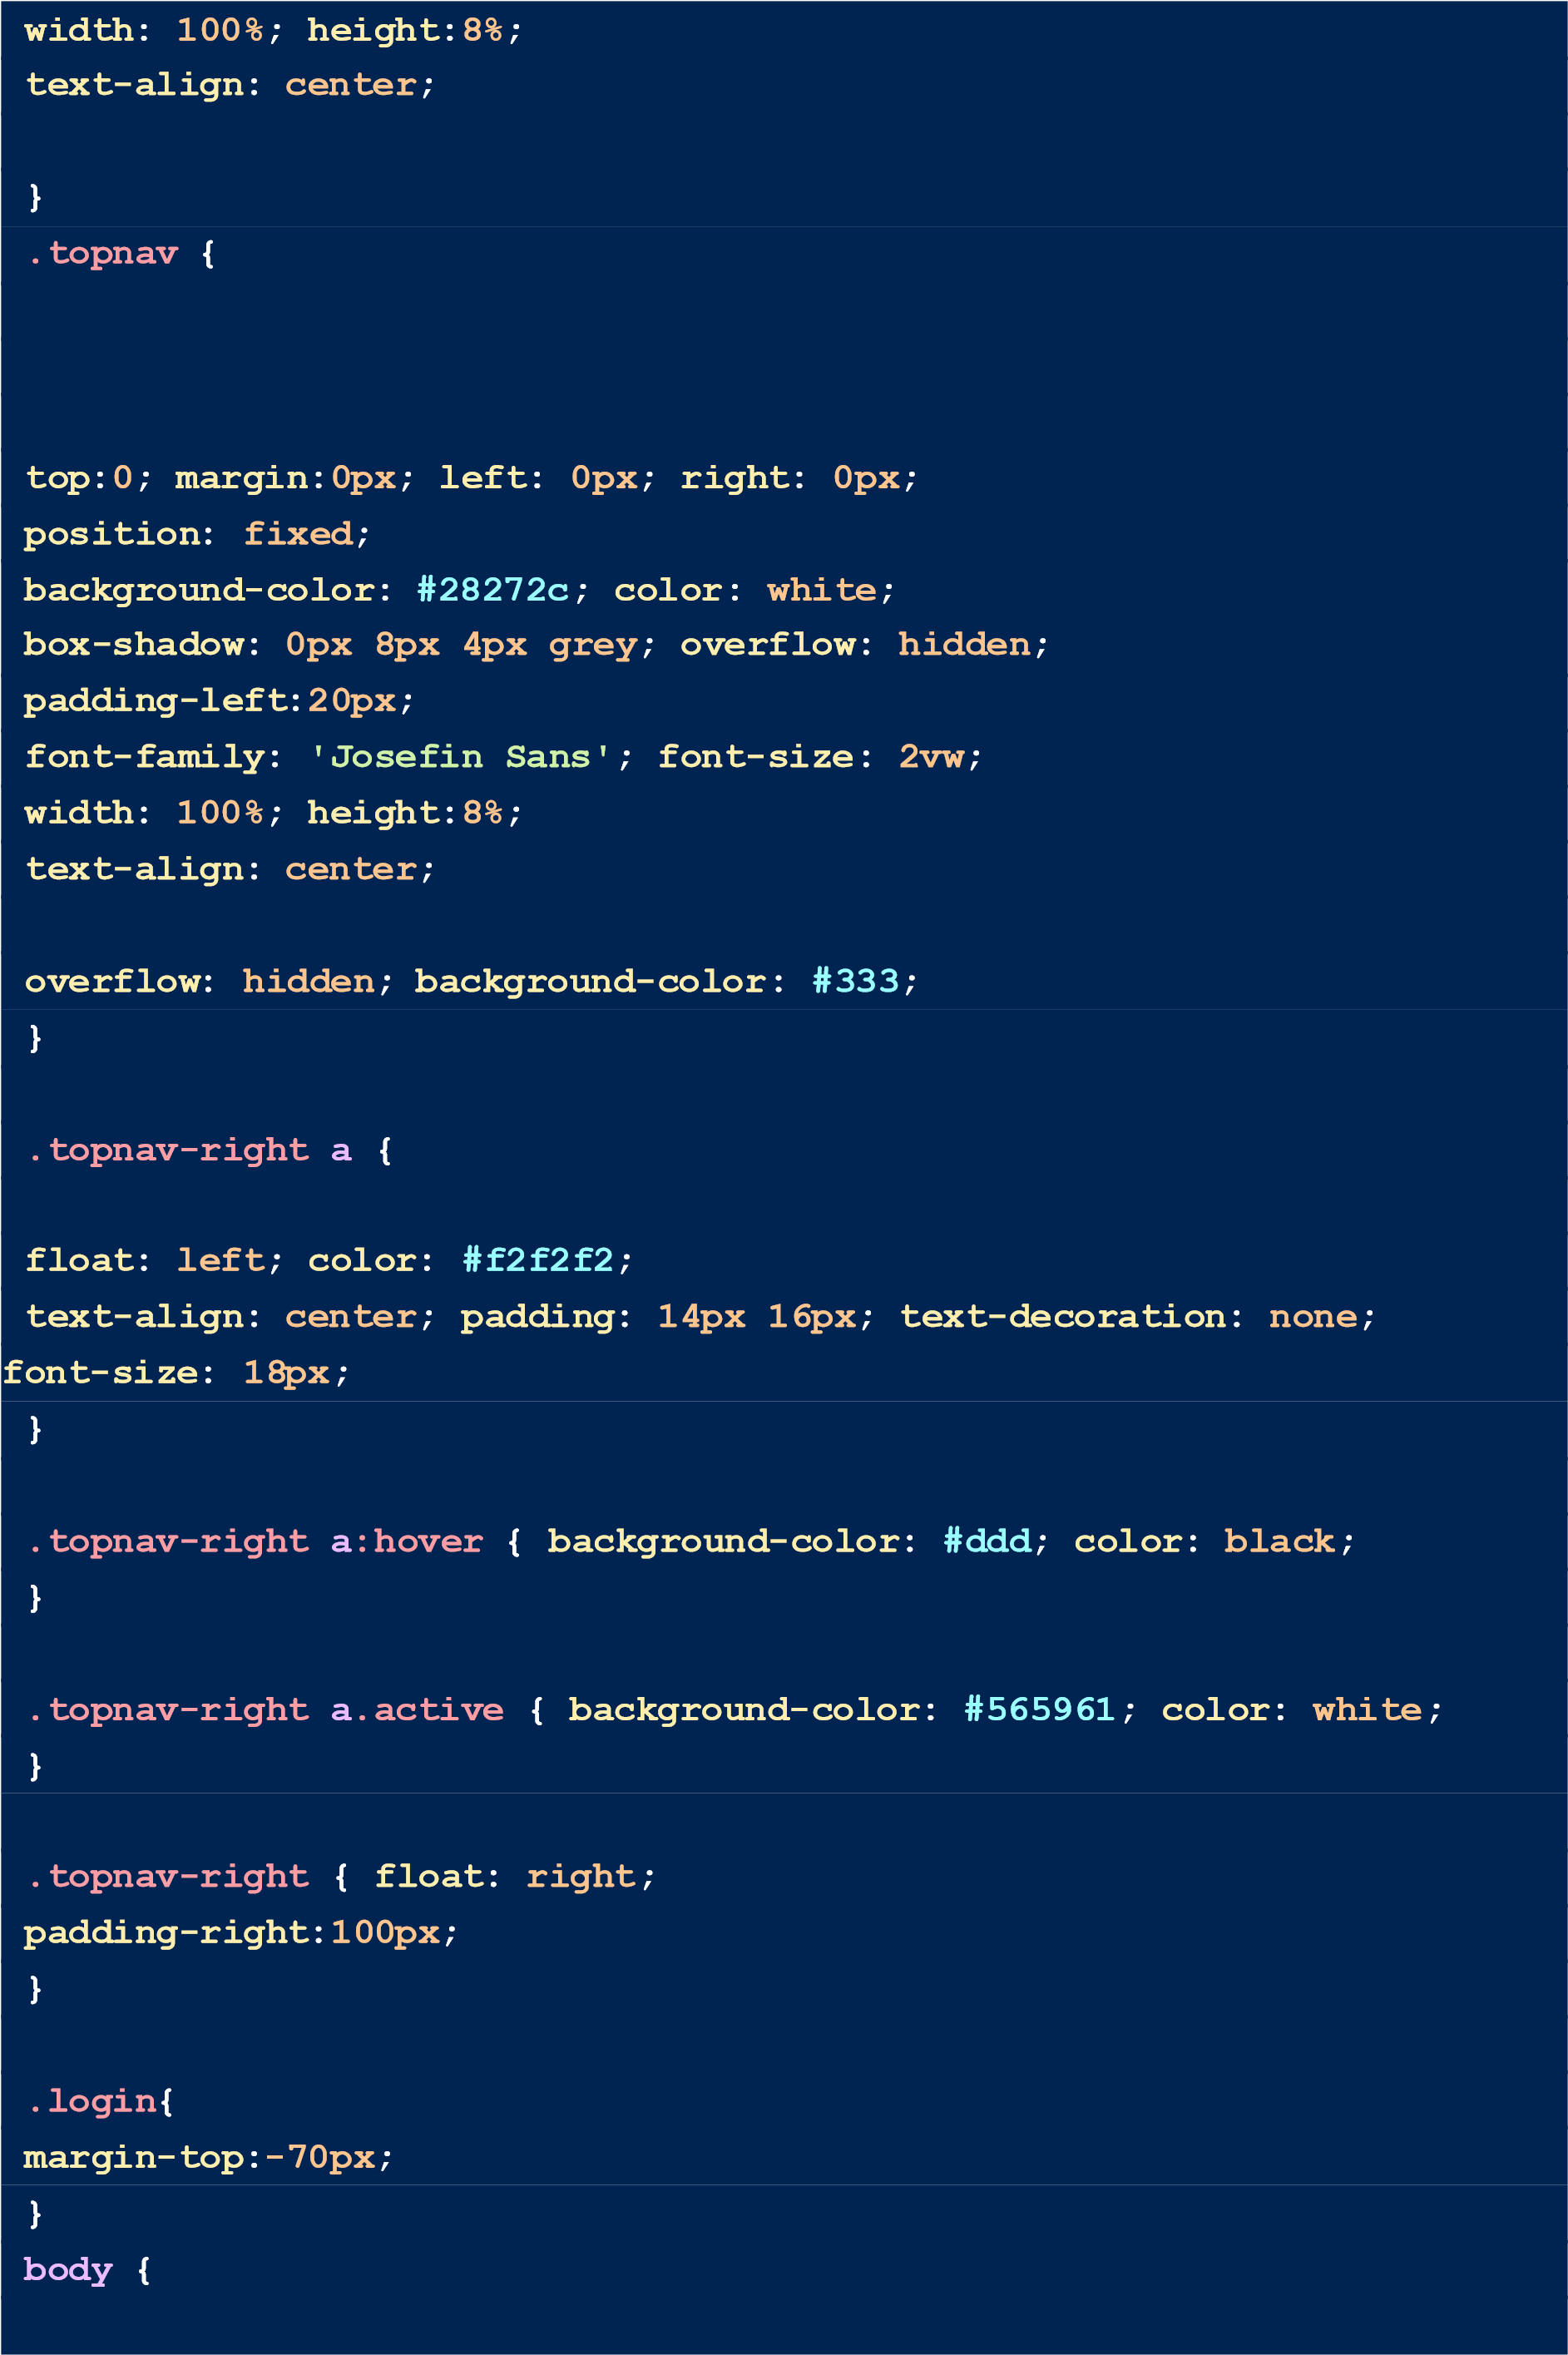 width: 100%; height:8%;
text-align: center;
}
.topnav {
top:0; margin:0px; left: 0px; right: 0px;
position: fixed;
background-color: #28272c; color: white;
box-shadow: 0px 8px 4px grey; overflow: hidden;
padding-left:20px;
font-family: 'Josefin Sans'; font-size: 2vw;
width: 100%; height:8%;
text-align: center;
overflow: hidden; background-color: #333;
}
.topnav-right a {
float: left; color: #f2f2f2;
text-align: center; padding: 14px 16px; text-decoration: none;
font-size: 18px;
}
.topnav-right a:hover { background-color: #ddd; color: black;
}
.topnav-right a.active { background-color: #565961; color: white;
}
.topnav-right { float: right;
padding-right:100px;
}
.login{
margin-top:-70px;
}
body {